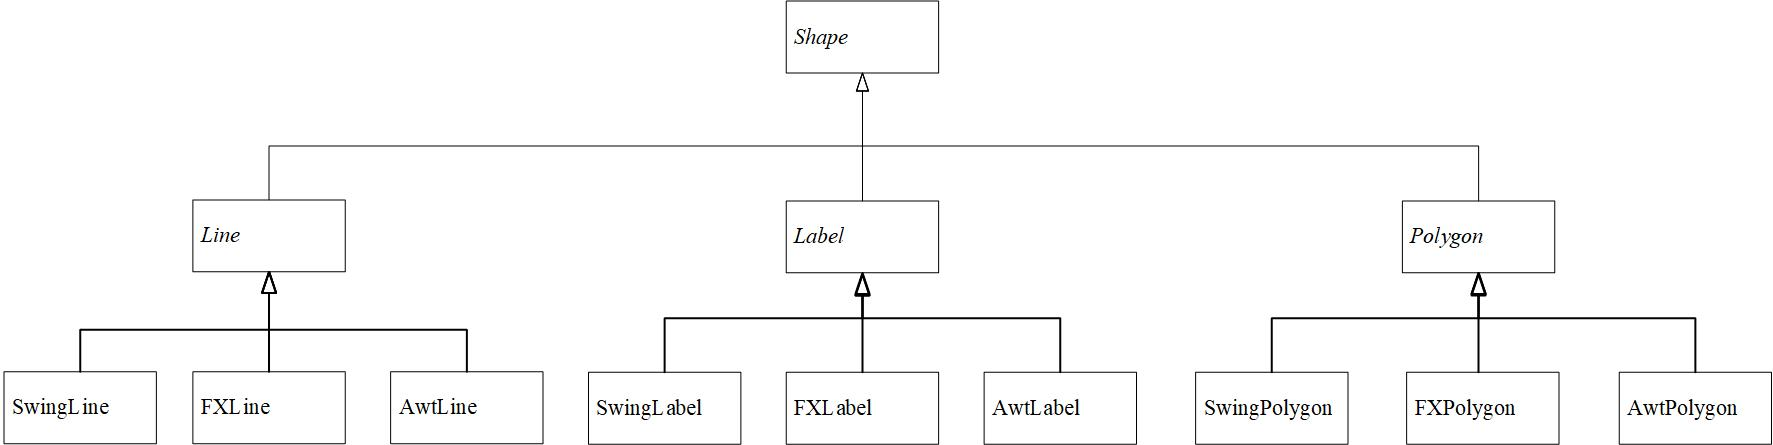 Shape
Line
Label
Polygon
SwingLine
FXLine
AwtLine
SwingLabel
FXLabel
AwtLabel
SwingPolygon
FXPolygon
AwtPolygon